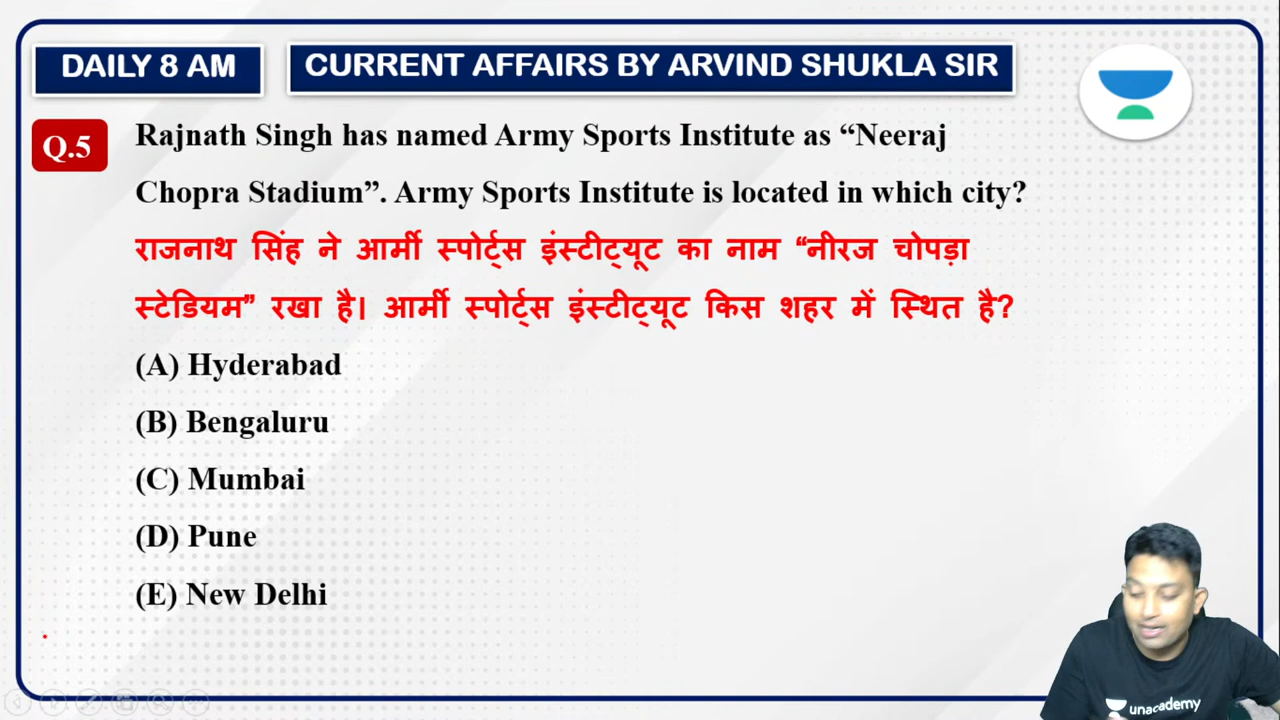 DAILY 8 AM
CURRENT AFFAIRS BY ARVIND SHUKLA SIR
Q.5
Rajnath Singh has named Army Sports Institute as “Neeraj
Chopra Stadium”. Army Sports Institute is located in which city?
राजनाथ सिंह ने आर्मी स्पोर्ट्स इंस्टीट्यूट का नाम “नीरज चोपड़ा
स्टेडियम” रखा है। आर्मी स्पोर्ट्स इंस्टीट्यूट किस शहर में स्थित है?
(A) Hyderabad
(B) Bengaluru
(C) Mumbai
(D) Pune
(E) New Delhi
unacademy